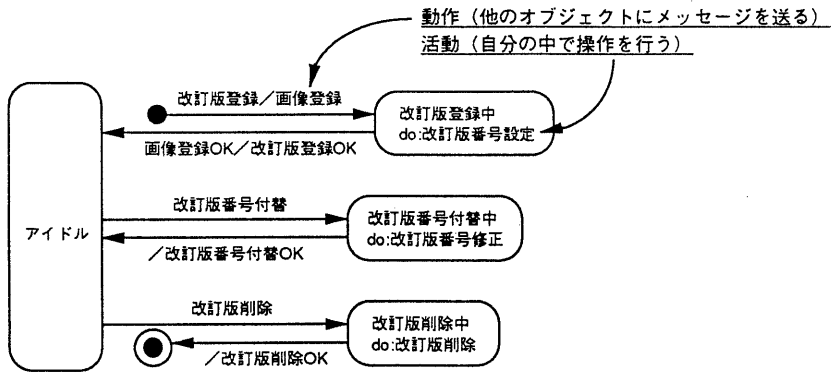 動作（他のオブジェクトにメッセージを送る）
活動（自分の中で操作を行う）
改訂版登録／画像登録
改訂版登録中
do:改訂版番号設定
画像登録OK／改訂版登録OK
アイドル
改訂版番号付替
改訂版番号付替中
do:改訂版番号修正
／改訂版番号付替OK
改訂版削除
改訂版削除中
do:改訂版削除
／改訂版削除OK